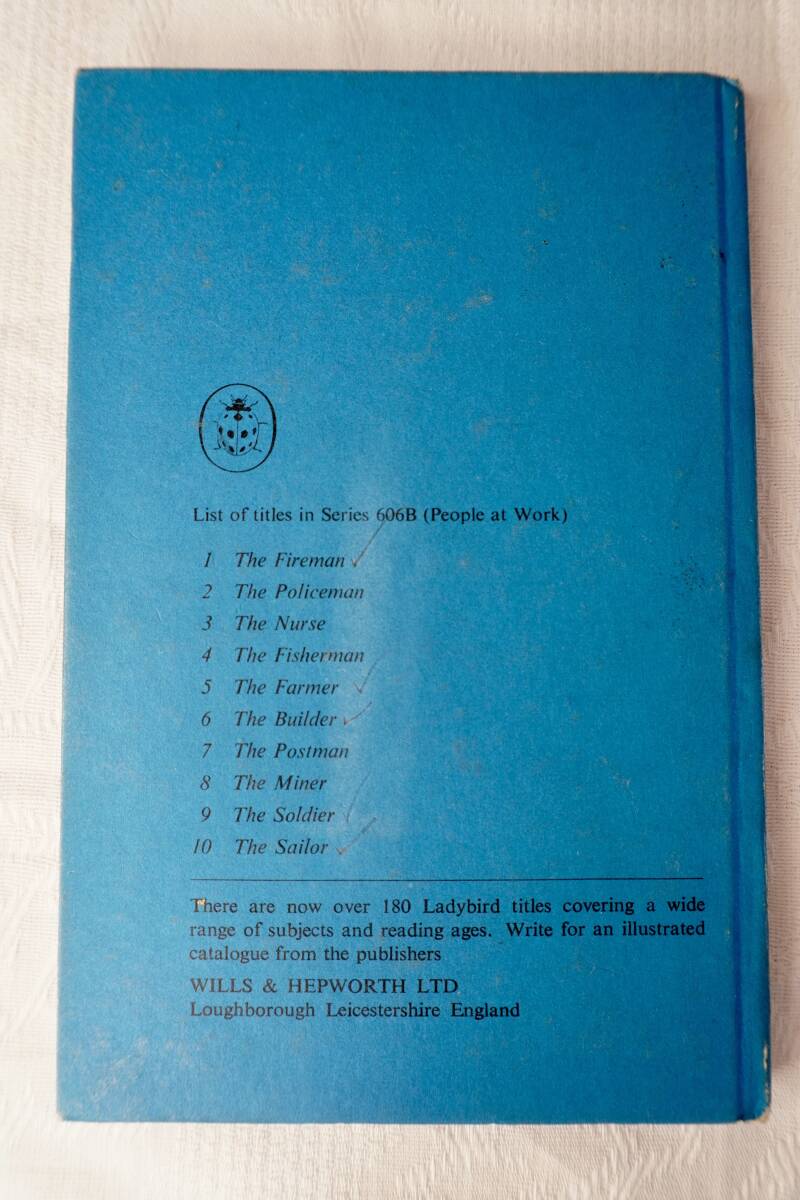 List of titles in Series 606B (People at Work)
1 The Fireman ✓
2 The Policeman
3 The Nurse
4 The Fisherman
5 The Farmer ✓
6 The Builder ✓
7 The Postman
8 The Miner
9 The Soldier ✓
10 The Sailor ✓
There are now over 180 Ladybird titles covering a wide
range of subjects and reading ages. Write for an illustrated
catalogue from the publishers
WILLS & HEPWORTH LTD
Loughborough Leicestershire England